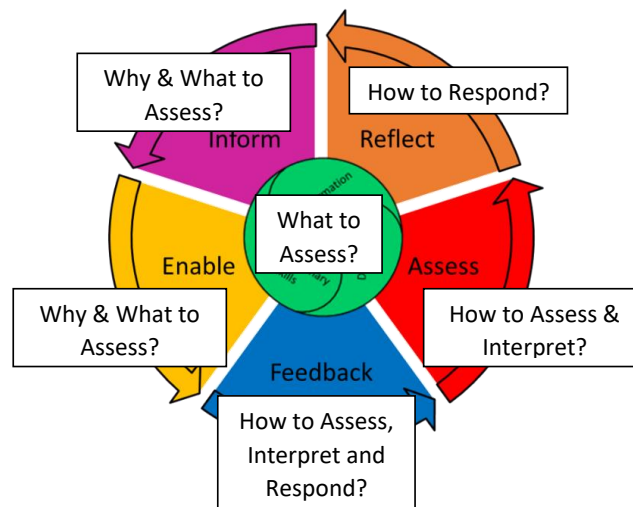 Why & What to
Assess?
Inform
How to Respond?
Reflect
What to
Assess?
Enable
Why & What to
Assess?
Assess
How to Assess &
Interpret?
Feedback
How to Assess,
Interpret and
Respond?